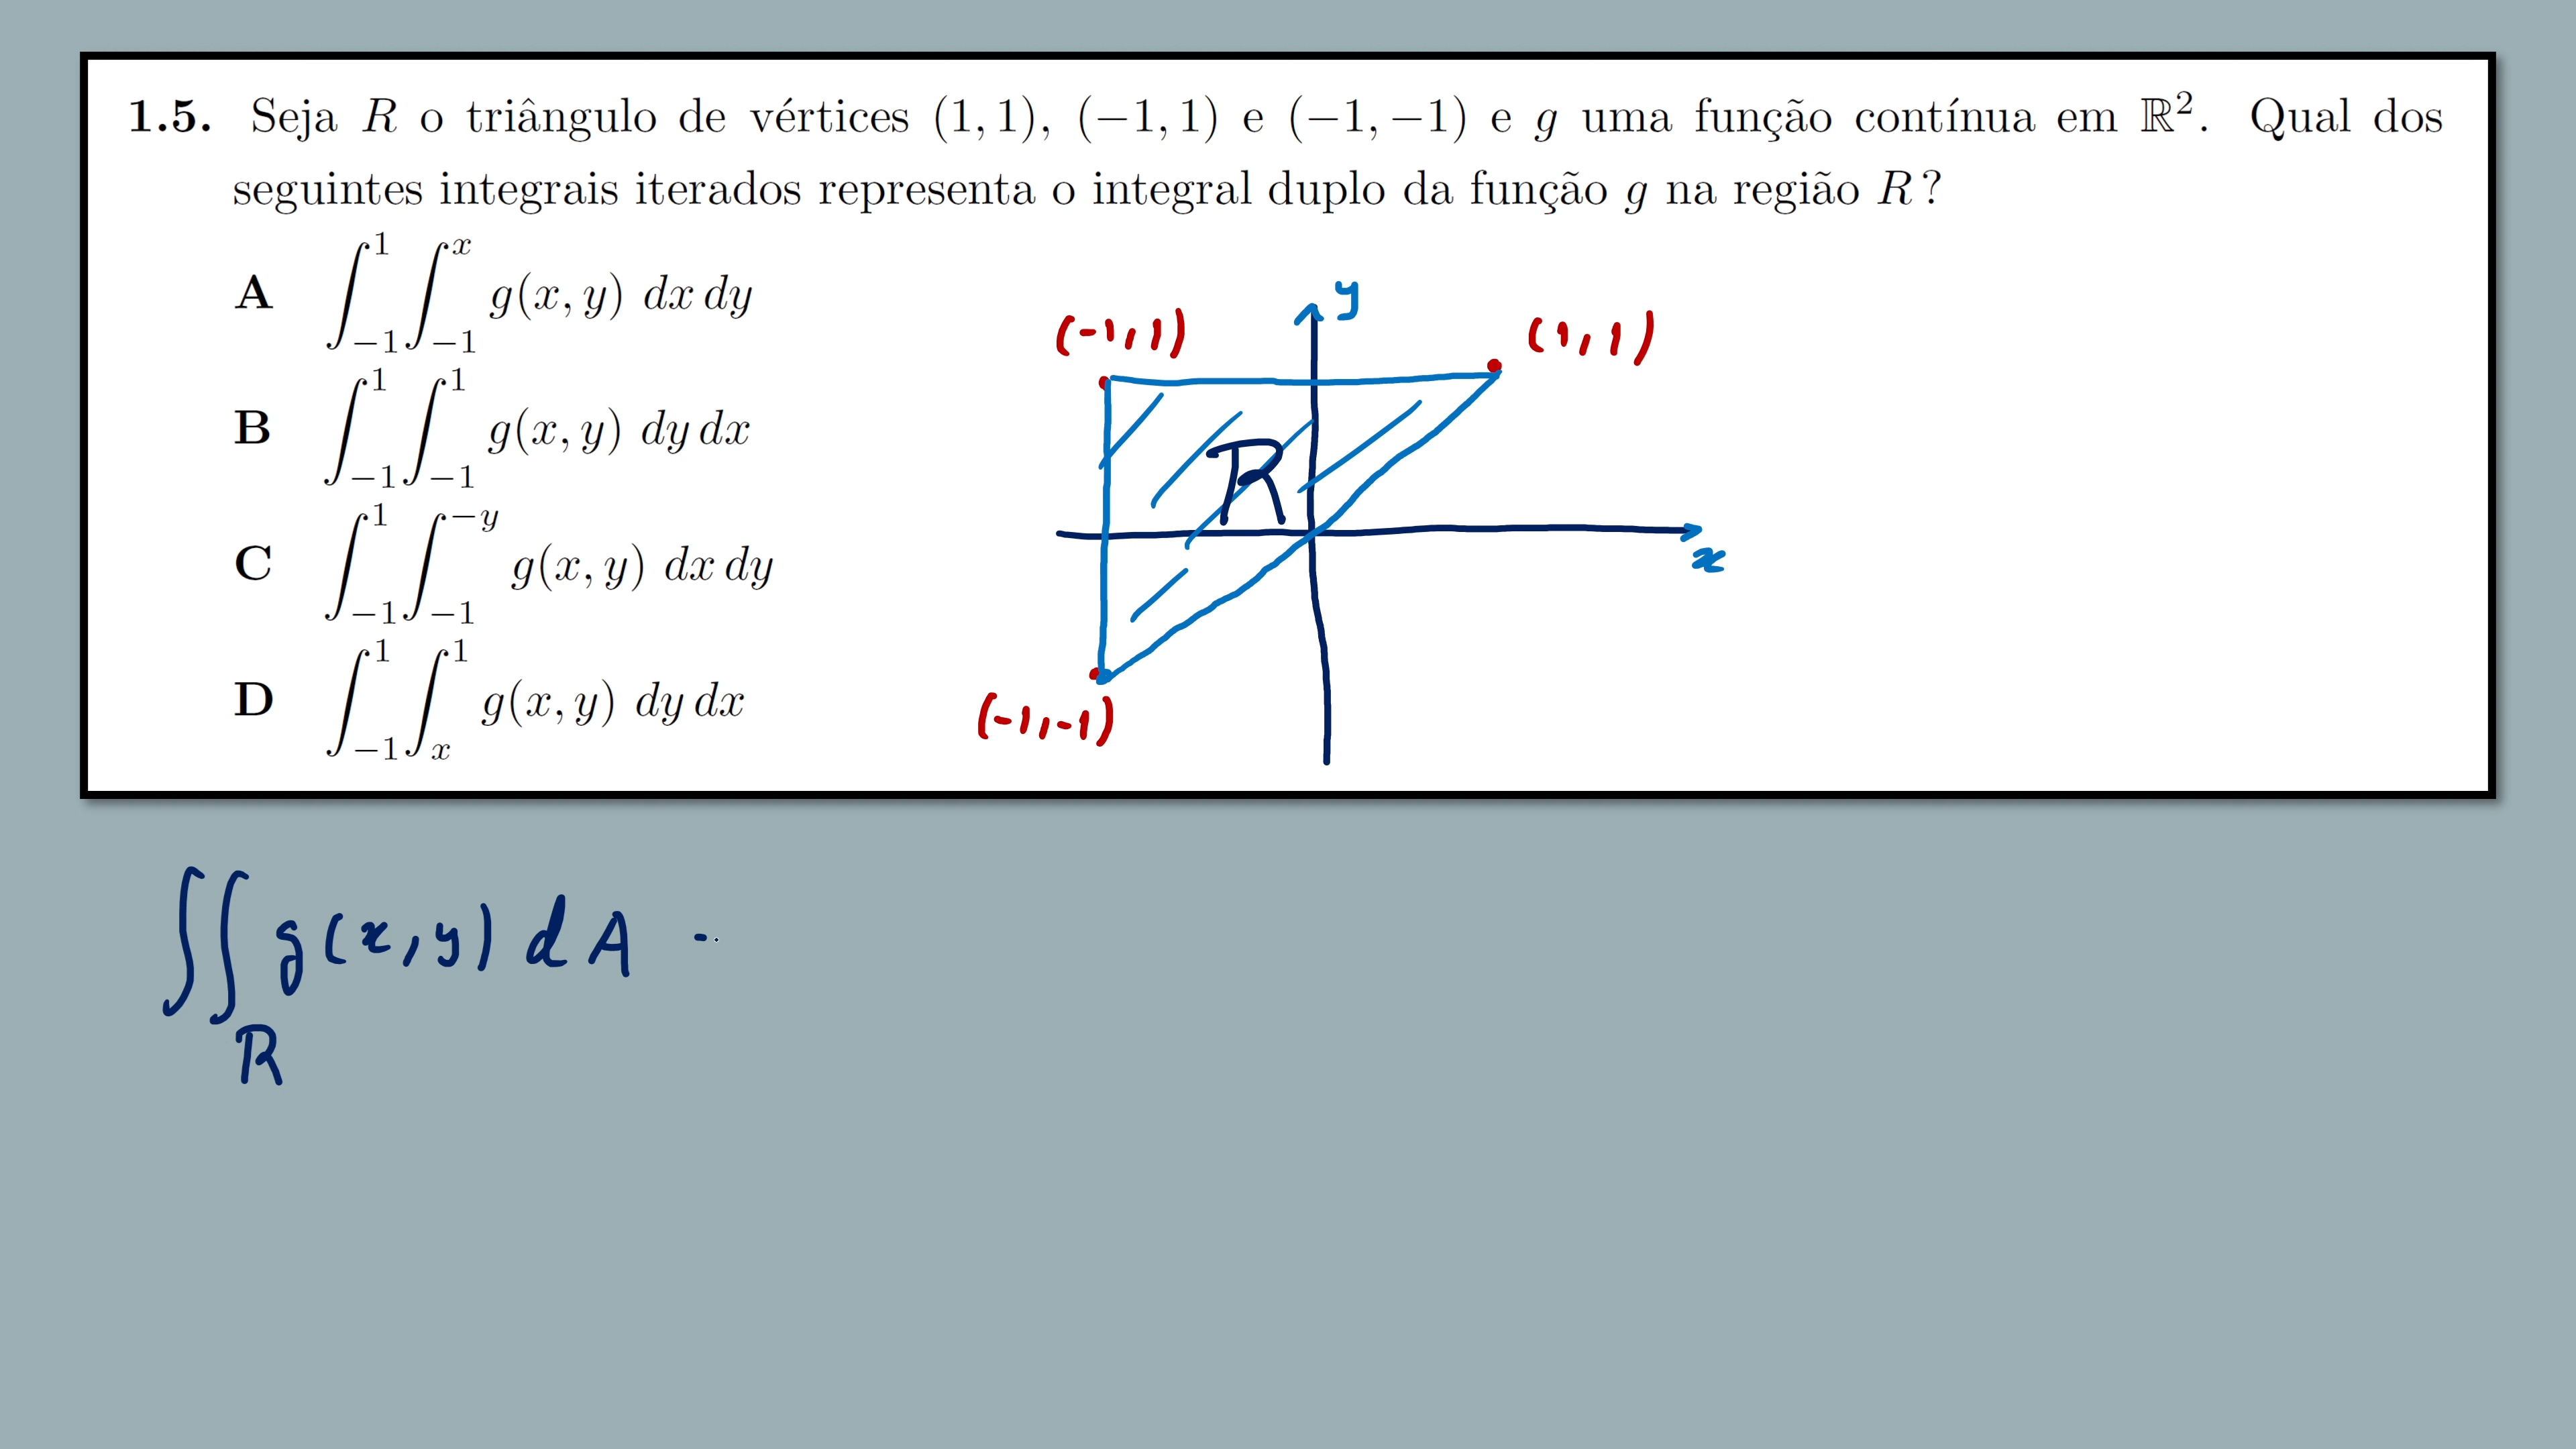 1.5. Seja R o triângulo de vértices (1, 1), (−1, 1) e (−1, −1) e g uma função contínua em ℝ². Qual dos
seguintes integrais iterados representa o integral duplo da função g na região R?
A ∫_{−1}^{1} ∫_{−1}^{x} g(x, y) dx dy
B ∫_{−1}^{1} ∫_{−1}^{1} g(x, y) dy dx
C ∫_{−1}^{1} ∫_{−1}^{−y} g(x, y) dx dy
D ∫_{−1}^{1} ∫_{x}^{1} g(x, y) dy dx
y
(-1, 1)
(1, 1)
R
x
(-1, -1)
∬_R g(x, y) dA -